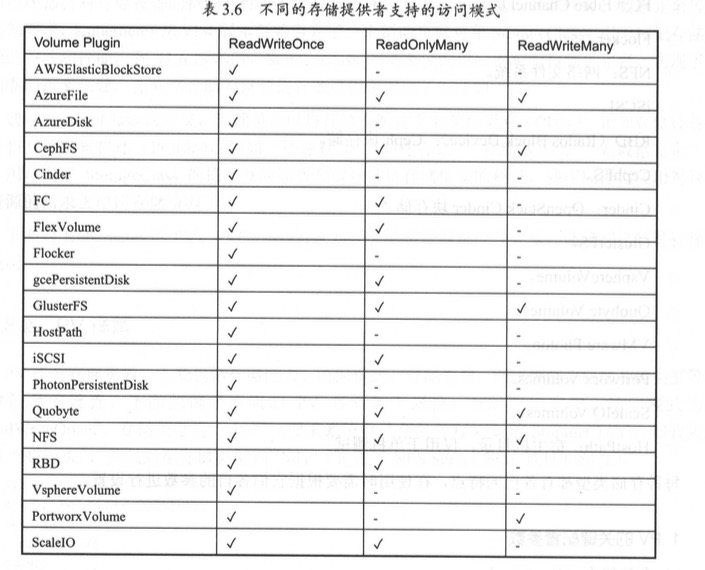 表 3.6 不同的存储提供者支持的访问模式
Volume Plugin ReadWriteOnce ReadOnlyMany ReadWriteMany
AWSElasticBlockStore ✓ - -
AzureFile ✓ ✓ ✓
AzureDisk ✓ - -
CephFS ✓ ✓ ✓
Cinder ✓ - -
FC ✓ ✓ -
FlexVolume ✓ ✓ -
Flocker ✓ - -
gcePersistentDisk ✓ ✓ -
GlusterFS ✓ ✓ ✓
HostPath ✓ - -
iSCSI ✓ ✓ -
PhotonPersistentDisk ✓ - -
Quobyte ✓ ✓ ✓
NFS ✓ ✓ ✓
RBD ✓ ✓ -
VsphereVolume ✓ - -
PortworxVolume ✓ - ✓
ScaleIO ✓ ✓ -